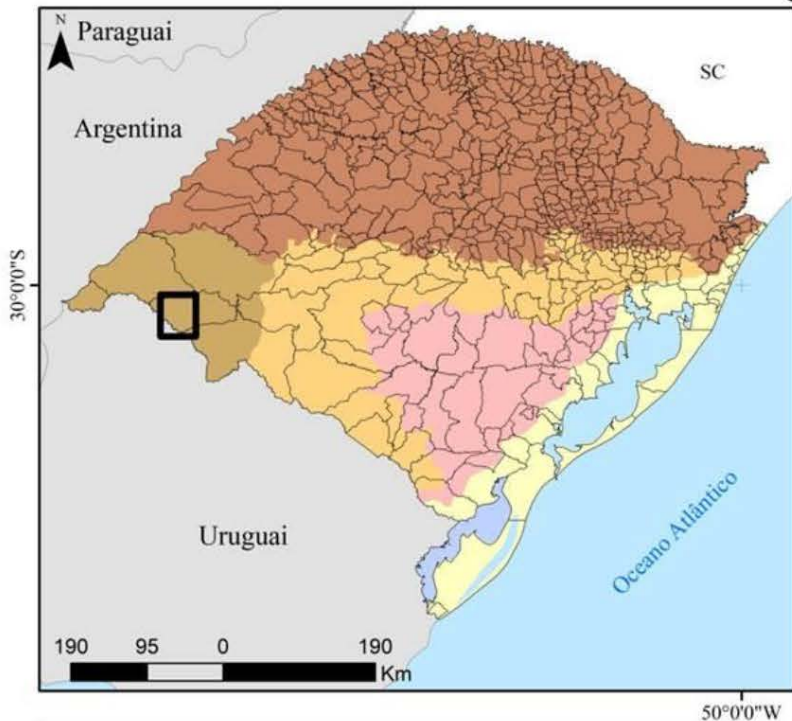 N
Paraguai
SC
Argentina
30°0'0"S
Uruguai
Oceano Atlântico
190 95 0 190
Km
50°0'0"W